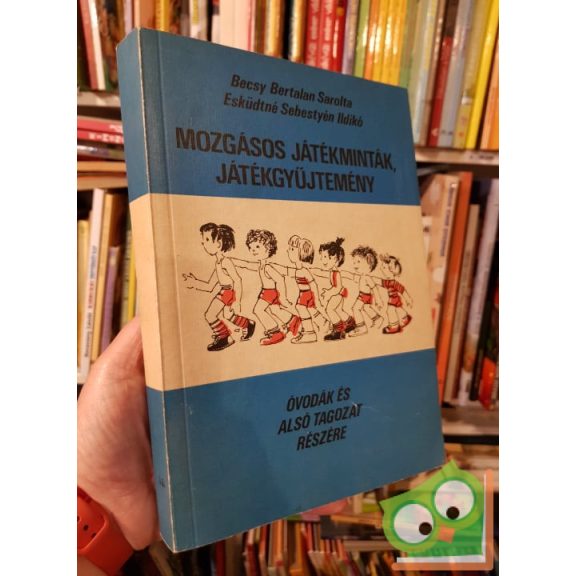 Becsy Bertalan Sarolta
Esküdtné Sebestyén Ildikó
MOZGÁSOS JÁTÉKMINTÁK,
JÁTÉKGYŰJTEMÉNY
ÓVODÁK ÉS
ALSÓ TAGOZAT
RÉSZÉRE